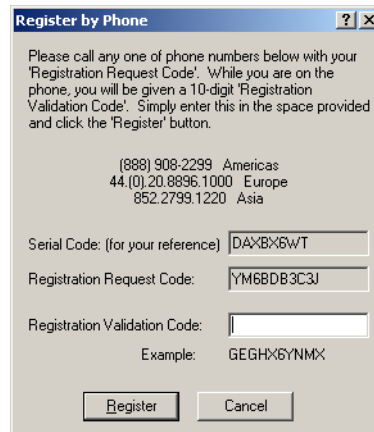 Register by Phone
Please call any one of phone numbers below with your
'Registration Request Code'. While you are on the
phone, you will be given a 10-digit 'Registration
Validation Code'. Simply enter this in the space provided
and click the 'Register' button.
(888) 908-2299 Americas
44.(0).20.8896.1000 Europe
852.2799.1220 Asia
Serial Code: (for your reference) DAXBX6WT
Registration Request Code: YM6BDB3C3J
Registration Validation Code:
Example: GEGHX6YNMX
Register Cancel